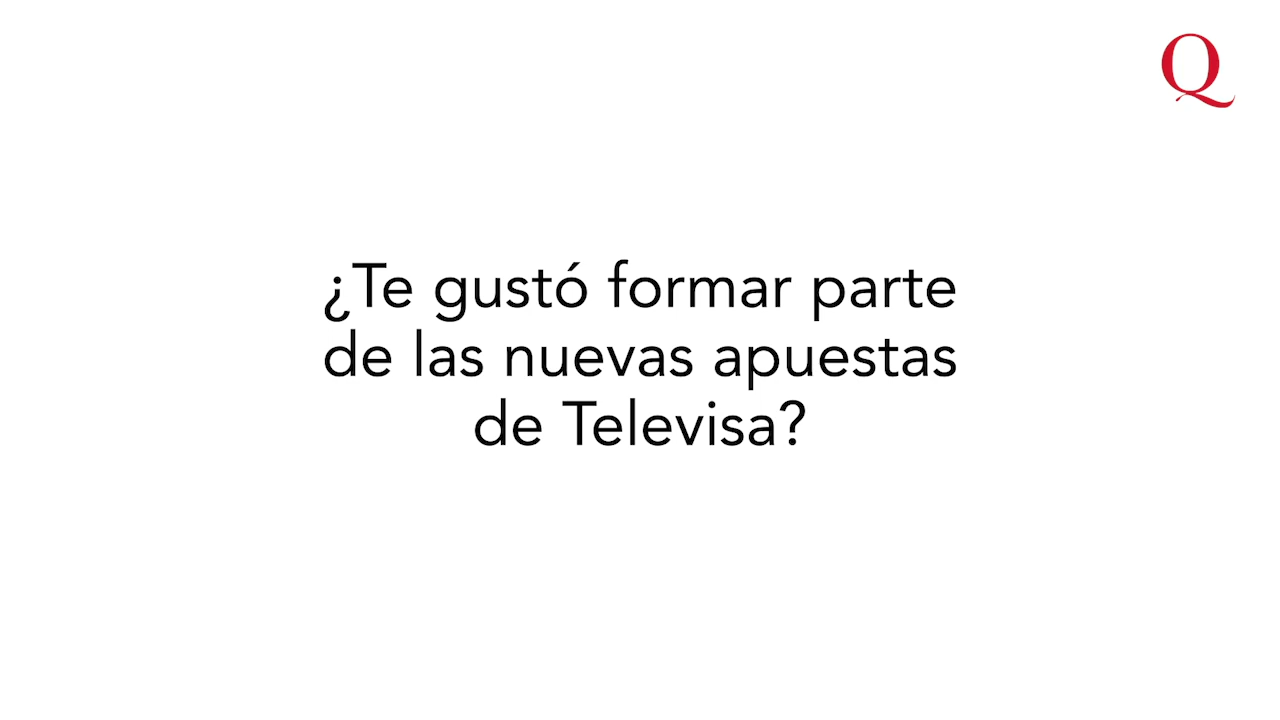 Q
¿Te gustó formar parte
de las nuevas apuestas
de Televisa?